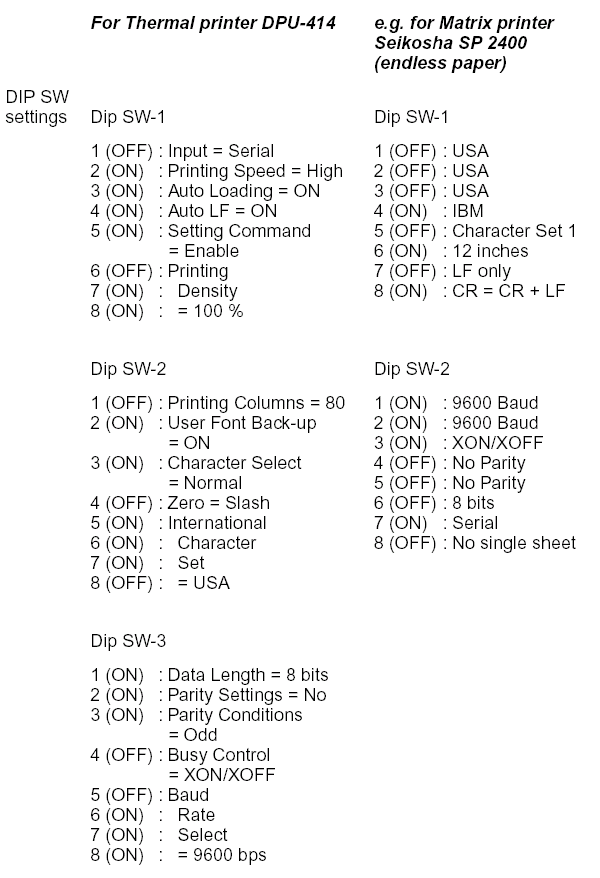 For Thermal printer DPU-414
e.g. for Matrix printer
Seikosha SP 2400
(endless paper)
DIP SW
settings
Dip SW-1
1 (OFF) : Input = Serial
2 (ON) : Printing Speed = High
3 (ON) : Auto Loading = ON
4 (ON) : Auto LF = ON
5 (ON) : Setting Command
= Enable
6 (OFF) : Printing
7 (ON) : Density
8 (ON) : = 100 %
Dip SW-2
1 (OFF) : Printing Columns = 80
2 (ON) : User Font Back-up
= ON
3 (ON) : Character Select
= Normal
4 (OFF) : Zero = Slash
5 (ON) : International
6 (ON) : Character
7 (ON) : Set
8 (OFF) : = USA
Dip SW-3
1 (ON) : Data Length = 8 bits
2 (ON) : Parity Settings = No
3 (ON) : Parity Conditions
= Odd
4 (OFF) : Busy Control
= XON/XOFF
5 (OFF) : Baud
6 (ON) : Rate
7 (ON) : Select
8 (ON) : = 9600 bps
Dip SW-1
1 (OFF) : USA
2 (OFF) : USA
3 (OFF) : USA
4 (ON) : IBM
5 (OFF) : Character Set 1
6 (ON) : 12 inches
7 (OFF) : LF only
8 (ON) : CR = CR + LF
Dip SW-2
1 (ON) : 9600 Baud
2 (ON) : 9600 Baud
3 (ON) : XON/XOFF
4 (OFF) : No Parity
5 (OFF) : No Parity
6 (OFF) : 8 bits
7 (ON) : Serial
8 (OFF) : No single sheet